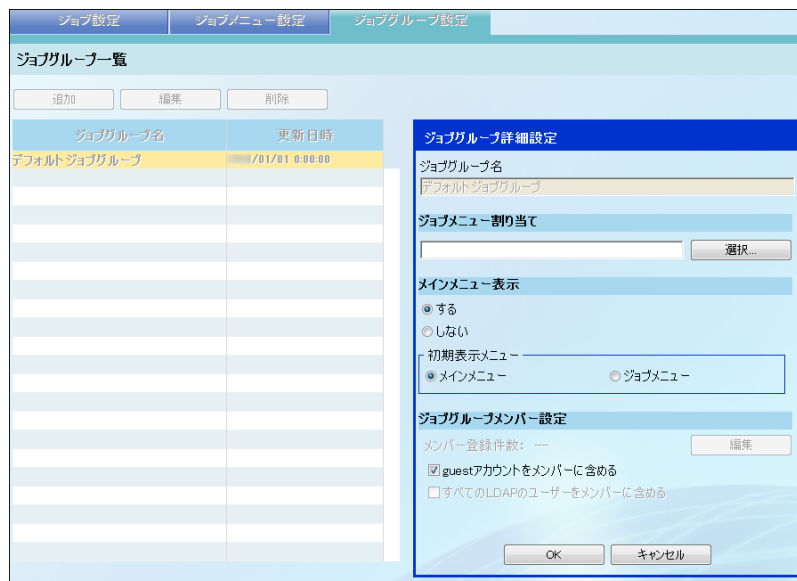 ジョブ設定 ジョブメニュー設定 ジョブグループ設定
ジョブグループ一覧
追加 編集 削除
ジョブグループ名 更新日時
デフォルトジョブグループ /01/01 0:00:00
ジョブグループ詳細設定
ジョブグループ名
デフォルトジョブグループ
ジョブメニュー割り当て
選択...
メインメニュー表示
する
しない
初期表示メニュー
メインメニュー ジョブメニュー
ジョブグループメンバー設定
メンバー登録件数: -- 編集
guestアカウントをメンバーに含める
すべてのLDAPのユーザーをメンバーに含める
OK キャンセル